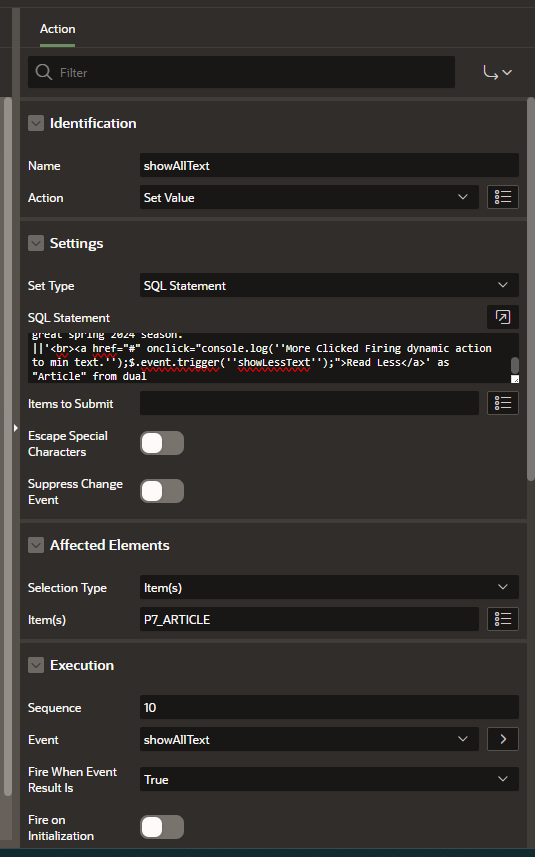 Action
Filter
Identification
Name showAllText
Action Set Value
Settings
Set Type SQL Statement
SQL Statement
great Spring 2024 season.
||'<br><a href="#" onclick="console.log(''More Clicked Firing dynamic action
to min text.'');$.event.trigger(''showLessText'');">Read Less</a>' as
"Article" from dual
Items to Submit
Escape Special
Characters
Suppress Change
Event
Affected Elements
Selection Type Item(s)
Item(s) P7_ARTICLE
Execution
Sequence 10
Event showAllText
Fire When Event
Result Is True
Fire on
Initialization